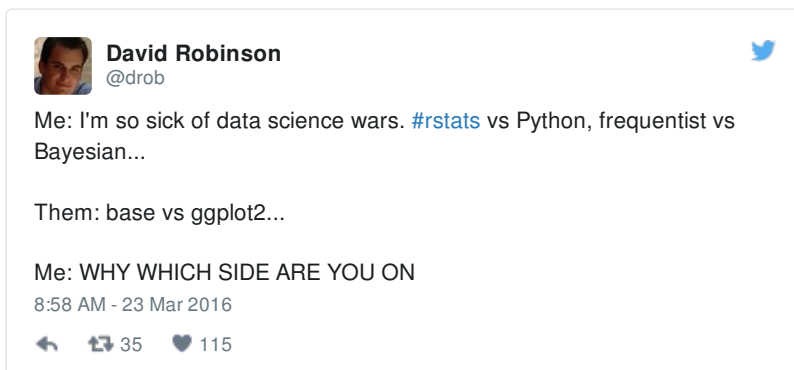 David Robinson
@drob
Me: I'm so sick of data science wars. #rstats vs Python, frequentist vs
Bayesian...
Them: base vs ggplot2...
Me: WHY WHICH SIDE ARE YOU ON
8:58 AM - 23 Mar 2016
35 115